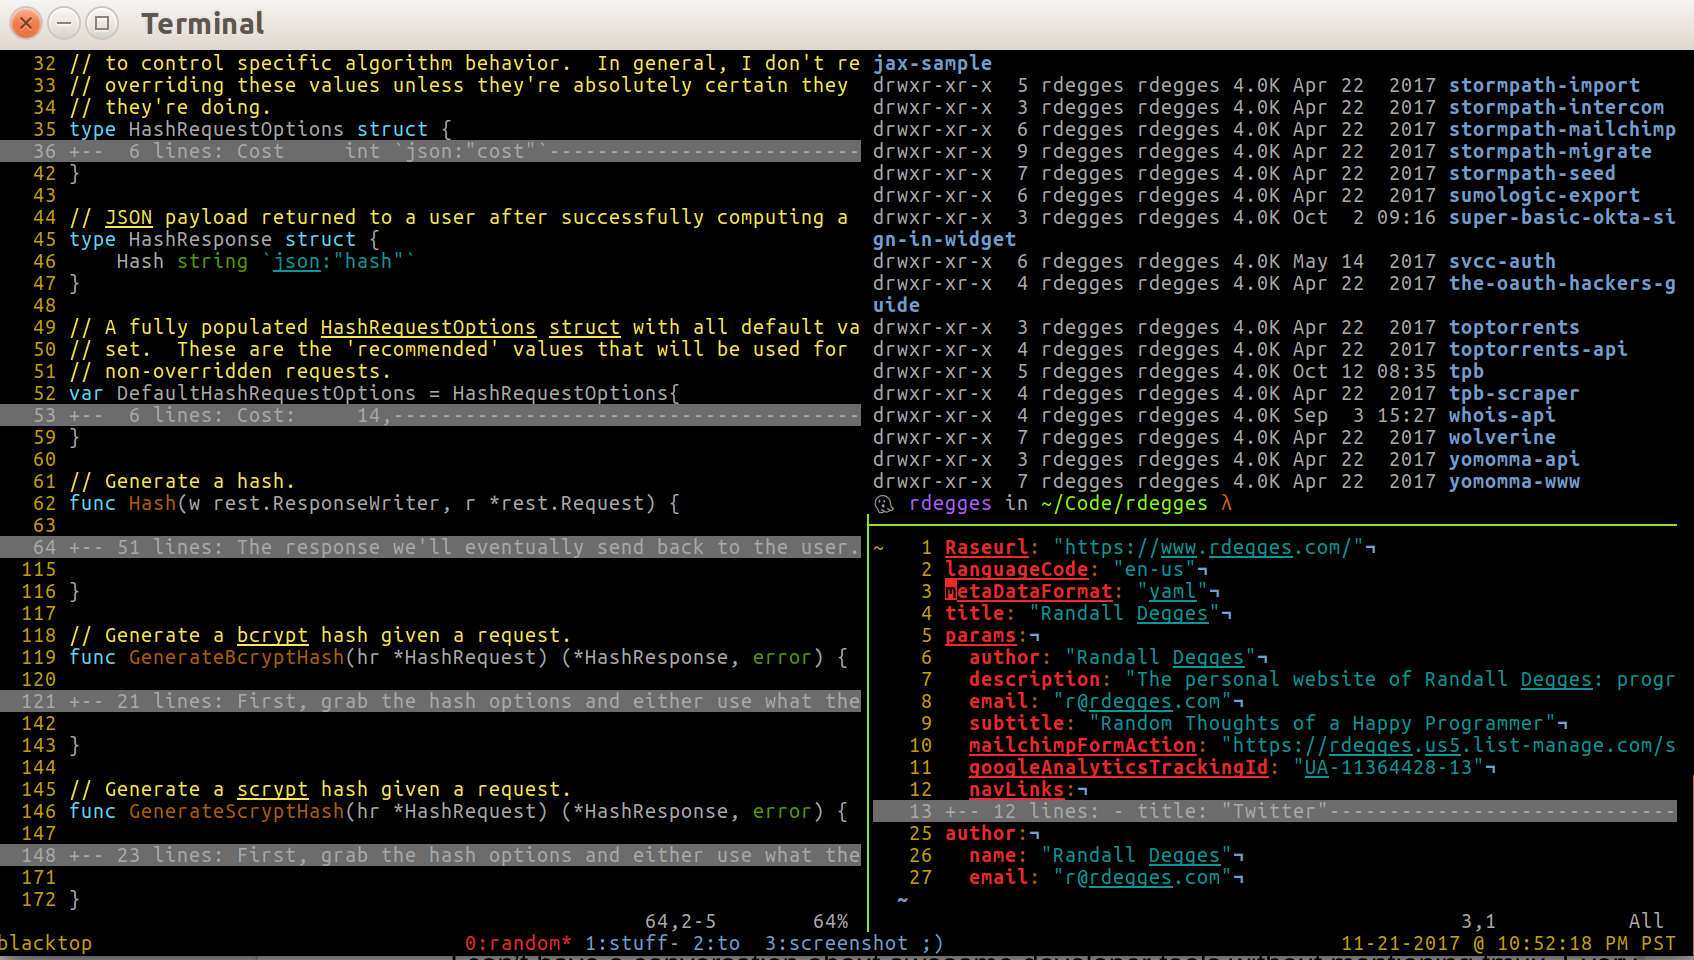 Terminal
32 // to control specific algorithm behavior.  In general, I don't re
33 // overriding these values unless they're absolutely certain they
34 // they're doing.
35 type HashRequestOptions struct {
36 +--  6 lines: Cost     int `json:"cost"`--------------------------
42 }
43
44 // JSON payload returned to a user after successfully computing a
45 type HashResponse struct {
46     Hash string `json:"hash"`
47 }
48
49 // A fully populated HashRequestOptions struct with all default va
50 // set.  These are the 'recommended' values that will be used for
51 // non-overridden requests.
52 var DefaultHashRequestOptions = HashRequestOptions{
53 +--  6 lines: Cost:     14,---------------------------------------
59 }
60
61 // Generate a hash.
62 func Hash(w rest.ResponseWriter, r *rest.Request) {
63
64 +-- 51 lines: The response we'll eventually send back to the user.
115
116 }
117
118 // Generate a bcrypt hash given a request.
119 func GenerateBcryptHash(hr *HashRequest) (*HashResponse, error) {
120
121 +-- 21 lines: First, grab the hash options and either use what the
142
143 }
144
145 // Generate a scrypt hash given a request.
146 func GenerateScryptHash(hr *HashRequest) (*HashResponse, error) {
147
148 +-- 23 lines: First, grab the hash options and either use what the
171
172 }
64,2-5        64%
jax-sample
drwxr-xr-x  5 rdegges rdegges 4.0K Apr 22  2017 stormpath-import
drwxr-xr-x  3 rdegges rdegges 4.0K Apr 22  2017 stormpath-intercom
drwxr-xr-x  6 rdegges rdegges 4.0K Apr 22  2017 stormpath-mailchimp
drwxr-xr-x  9 rdegges rdegges 4.0K Apr 22  2017 stormpath-migrate
drwxr-xr-x  7 rdegges rdegges 4.0K Apr 22  2017 stormpath-seed
drwxr-xr-x  6 rdegges rdegges 4.0K Apr 22  2017 sumologic-export
drwxr-xr-x  3 rdegges rdegges 4.0K Oct  2 09:16 super-basic-okta-si
gn-in-widget
drwxr-xr-x  6 rdegges rdegges 4.0K May 14  2017 svcc-auth
drwxr-xr-x  4 rdegges rdegges 4.0K Apr 22  2017 the-oauth-hackers-g
uide
drwxr-xr-x  3 rdegges rdegges 4.0K Apr 22  2017 toptorrents
drwxr-xr-x  4 rdegges rdegges 4.0K Apr 22  2017 toptorrents-api
drwxr-xr-x  5 rdegges rdegges 4.0K Oct 12 08:35 tpb
drwxr-xr-x  4 rdegges rdegges 4.0K Apr 22  2017 tpb-scraper
drwxr-xr-x  4 rdegges rdegges 4.0K Sep  3 15:27 whois-api
drwxr-xr-x  7 rdegges rdegges 4.0K Apr 22  2017 wolverine
drwxr-xr-x  3 rdegges rdegges 4.0K Apr 22  2017 yomomma-api
drwxr-xr-x  7 rdegges rdegges 4.0K Apr 22  2017 yomomma-www
rdegges in ~/Code/rdegges λ
~   1 Raseurl: "https://www.rdegges.com/"¬
2 languageCode: "en-us"¬
3 metaDataFormat: "yaml"¬
4 title: "Randall Degges"¬
5 params:¬
6   author: "Randall Degges"¬
7   description: "The personal website of Randall Degges: progr
8   email: "r@rdegges.com"¬
9   subtitle: "Random Thoughts of a Happy Programmer"¬
10   mailchimpFormAction: "https://rdegges.us5.list-manage.com/s
11   googleAnalyticsTrackingId: "UA-11364428-13"¬
12   navLinks:¬
13 +-- 12 lines: - title: "Twitter"-----------------------------
25 author:¬
26   name: "Randall Degges"¬
27   email: "r@rdegges.com"¬
~
3,1           All
blacktop 0:random* 1:stuff- 2:to  3:screenshot ;) 11-21-2017 @ 10:52:18 PM PST